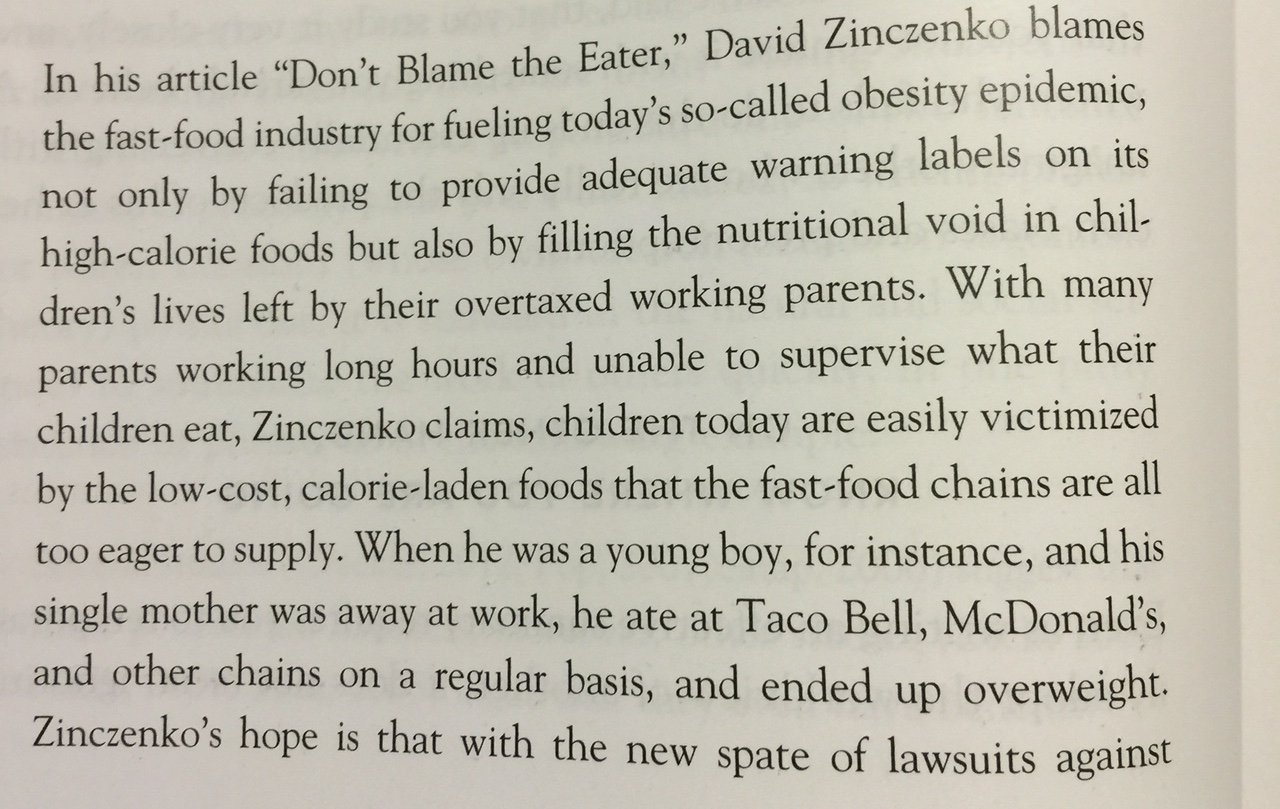 In his article “Don’t Blame the Eater,” David Zinczenko blames
the fast-food industry for fueling today’s so-called obesity epidemic,
not only by failing to provide adequate warning labels on its
high-calorie foods but also by filling the nutritional void in chil-
dren’s lives left by their overtaxed working parents. With many
parents working long hours and unable to supervise what their
children eat, Zinczenko claims, children today are easily victimized
by the low-cost, calorie-laden foods that the fast-food chains are all
too eager to supply. When he was a young boy, for instance, and his
single mother was away at work, he ate at Taco Bell, McDonald’s,
and other chains on a regular basis, and ended up overweight.
Zinczenko’s hope is that with the new spate of lawsuits against